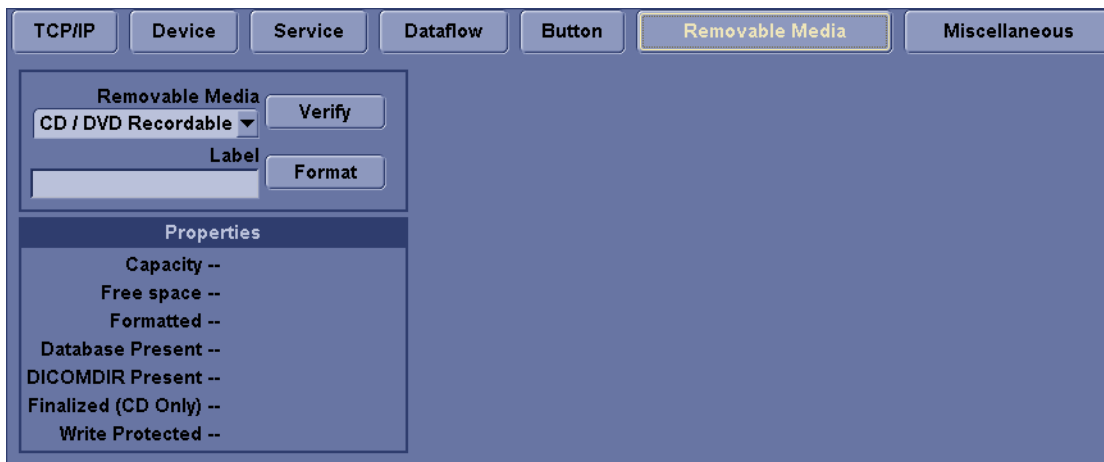 TCP/IP Device Service Dataflow Button Removable Media Miscellaneous
Removable Media
CD / DVD Recordable
Verify
Label
Format
Properties
Capacity --
Free space --
Formatted --
Database Present --
DICOMDIR Present --
Finalized (CD Only) --
Write Protected --